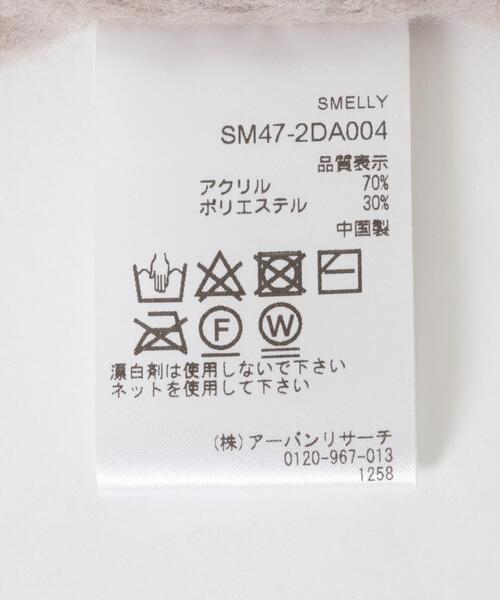 SMELLY
SM47-2DA004
品質表示
アクリル 70%
ポリエステル 30%
中国製
F W
漂白剤は使用しないで下さい
ネットを使用して下さい
(株)アーバンリサーチ
0120-967-013
1258